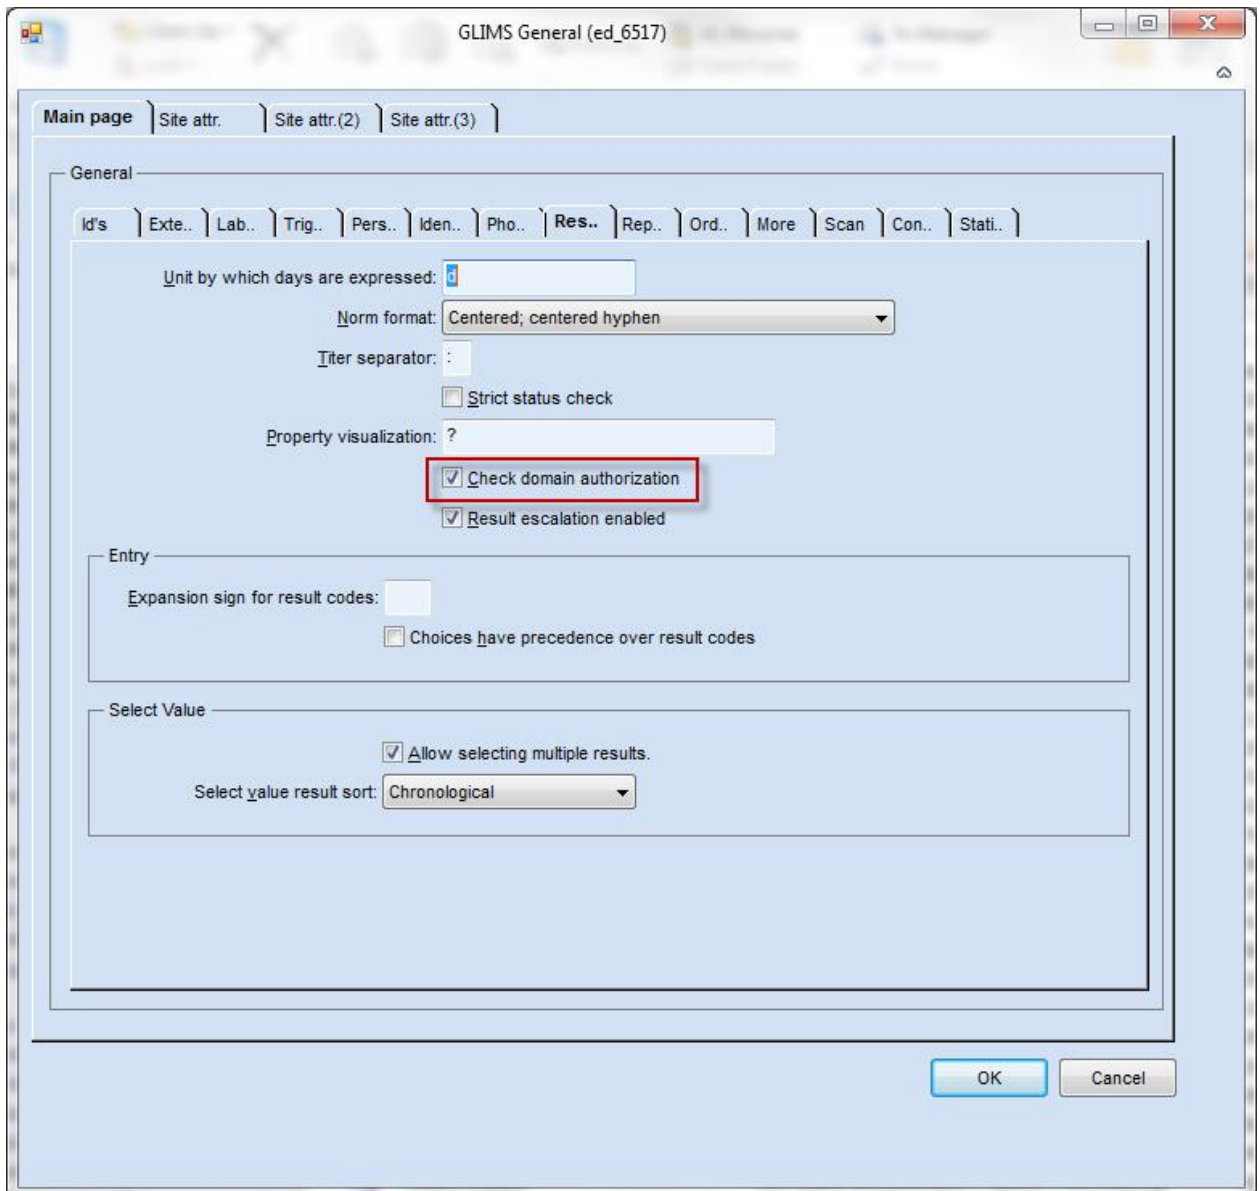 GLIMS General (ed_6517)
Main page Site attr. Site attr.(2) Site attr.(3)
General
Id's Exte.. Lab.. Trig.. Pers.. Iden.. Pho.. Res.. Rep.. Ord.. More Scan Con.. Stati..
Unit by which days are expressed: d
Norm format: Centered; centered hyphen
Titer separator: :
Strict status check
Property visualization: ?
Check domain authorization
Result escalation enabled
Entry
Expansion sign for result codes:
Choices have precedence over result codes
Select Value
Allow selecting multiple results.
Select value result sort: Chronological
OK Cancel